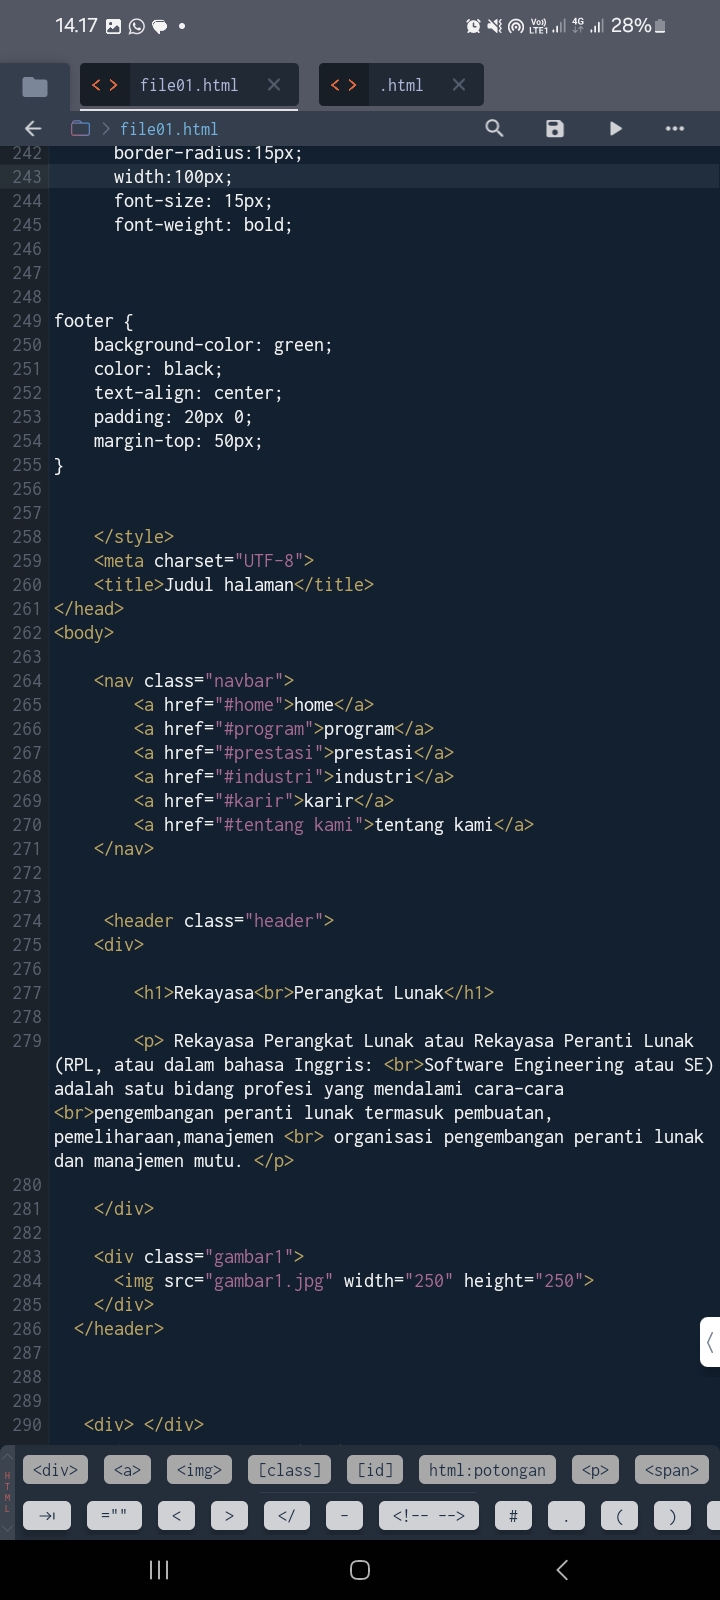 14.17 28%
Vo)) LTE1 4G
file01.html .html
file01.html
242 border-radius:15px;
243 width:100px;
244 font-size: 15px;
245 font-weight: bold;
246
247
248
249 footer {
250 background-color: green;
251 color: black;
252 text-align: center;
253 padding: 20px 0;
254 margin-top: 50px;
255 }
256
257
258 </style>
259 <meta charset="UTF-8">
260 <title>Judul halaman</title>
261 </head>
262 <body>
263
264 <nav class="navbar">
265 <a href="#home">home</a>
266 <a href="#program">program</a>
267 <a href="#prestasi">prestasi</a>
268 <a href="#industri">industri</a>
269 <a href="#karir">karir</a>
270 <a href="#tentang kami">tentang kami</a>
271 </nav>
272
273
274 <header class="header">
275 <div>
276
277 <h1>Rekayasa<br>Perangkat Lunak</h1>
278
279 <p> Rekayasa Perangkat Lunak atau Rekayasa Peranti Lunak
(RPL, atau dalam bahasa Inggris: <br>Software Engineering atau SE)
adalah satu bidang profesi yang mendalami cara-cara
<br>pengembangan peranti lunak termasuk pembuatan,
pemeliharaan,manajemen <br> organisasi pengembangan peranti lunak
dan manajemen mutu. </p>
280
281 </div>
282
283 <div class="gambar1">
284 <img src="gambar1.jpg" width="250" height="250">
285 </div>
286 </header>
287
288
289
290 <div> </div>
HTML
<div> <a> <img> [class] [id] html:potongan <p> <span>
="" < > </ - <!-- --> # . ( )